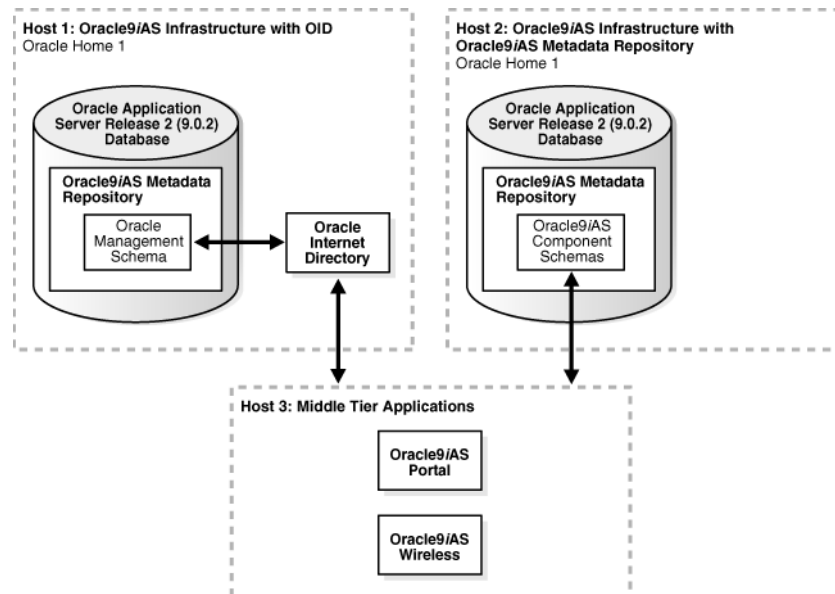 Host 1: Oracle9iAS Infrastructure with OID
Oracle Home 1
Oracle Application
Server Release 2 (9.0.2)
Database
Oracle9iAS Metadata
Repository
Oracle
Management
Schema
Oracle
Internet
Directory
Host 2: Oracle9iAS Infrastructure with
Oracle9iAS Metadata Repository
Oracle Home 1
Oracle Application
Server Release 2 (9.0.2)
Database
Oracle9iAS Metadata
Repository
Oracle9iAS
Component
Schemas
Host 3: Middle Tier Applications
Oracle9iAS
Portal
Oracle9iAS
Wireless